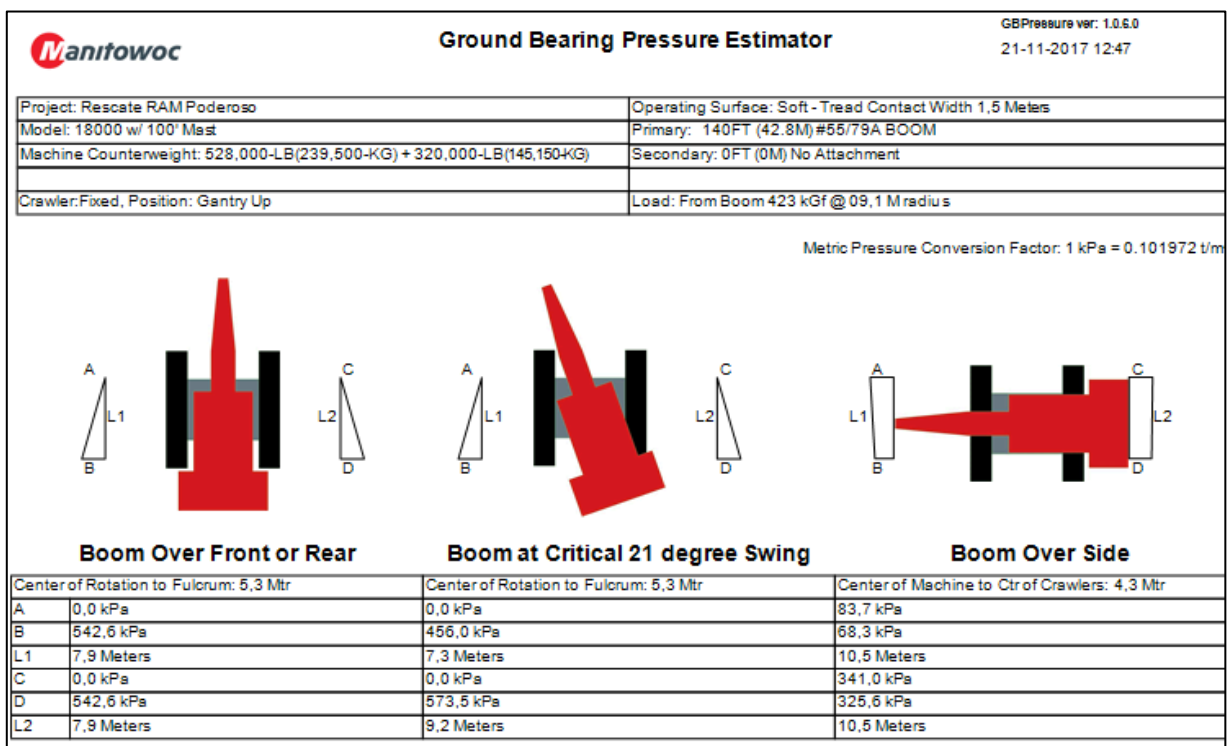 Manitowoc
Ground Bearing Pressure Estimator
GBPressure ver: 1.0.6.0
21-11-2017 12:47
Project: Rescate RAM Poderoso
Operating Surface: Soft - Tread Contact Width 1,5 Meters
Model: 18000 w/ 100' Mast
Primary: 140FT (42.8M) #55/79A BOOM
Machine Counterweight: 528,000-LB(239,500-KG) + 320,000-LB(145,150-KG)
Secondary: 0FT (0M) No Attachment
Crawler:Fixed, Position: Gantry Up
Load: From Boom 423 kGf @ 09,1 M radius
Metric Pressure Conversion Factor: 1 kPa = 0.101972 t/m
A C A C A C
L1 L2 L1 L2 L1 L2
B D B D B D
Boom Over Front or Rear
Boom at Critical 21 degree Swing
Boom Over Side
Center of Rotation to Fulcrum: 5,3 Mtr
Center of Rotation to Fulcrum: 5,3 Mtr
Center of Machine to Ctr of Crawlers: 4,3 Mtr
A 0,0 kPa 0,0 kPa 83,7 kPa
B 542,6 kPa 456,0 kPa 68,3 kPa
L1 7,9 Meters 7,3 Meters 10,5 Meters
C 0,0 kPa 0,0 kPa 341,0 kPa
D 542,6 kPa 573,5 kPa 325,6 kPa
L2 7,9 Meters 9,2 Meters 10,5 Meters